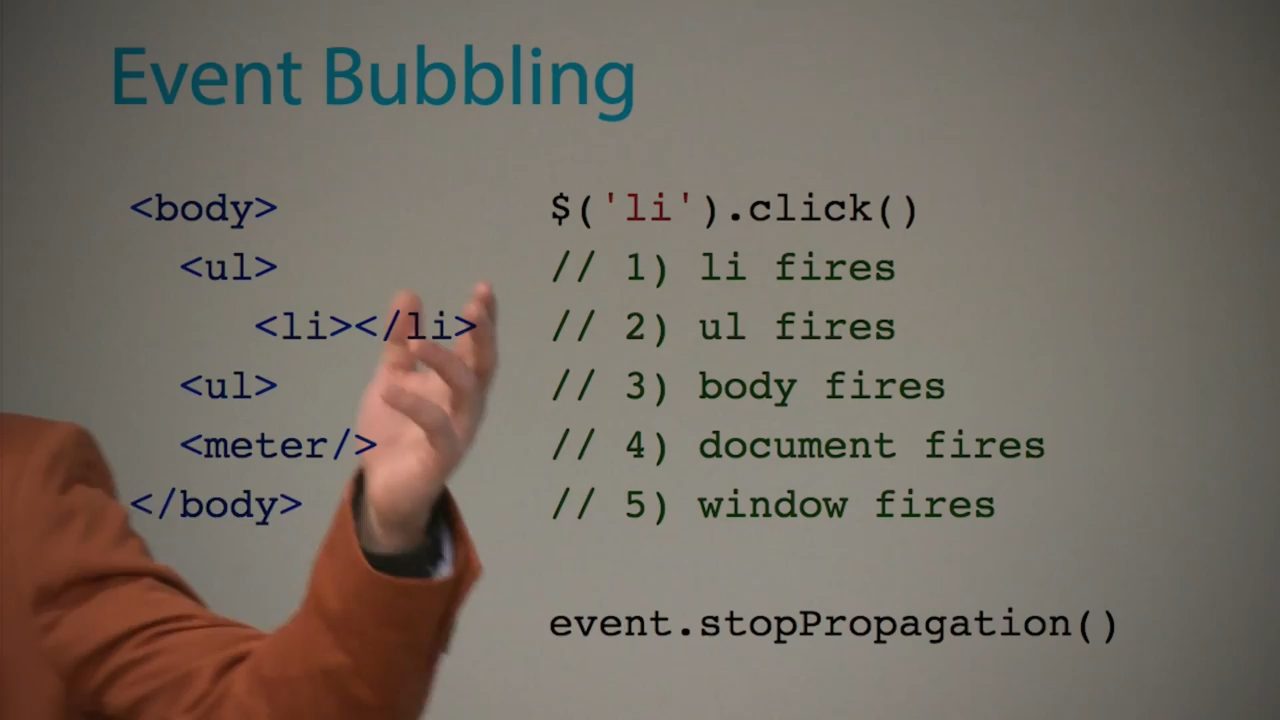 Event Bubbling
<body>
<ul>
<li></li>
<ul>
<meter/>
</body>
$('li').click()
// 1) li fires
// 2) ul fires
// 3) body fires
// 4) document fires
// 5) window fires
event.stopPropagation()